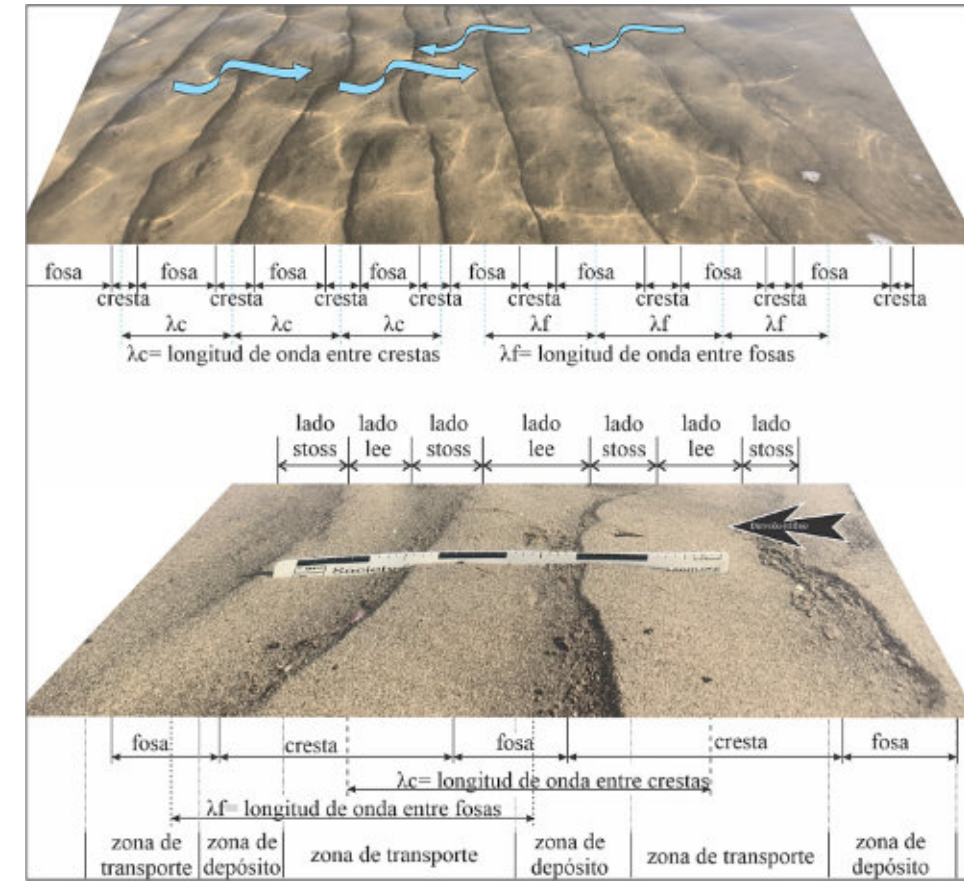 fosa fosa fosa fosa fosa fosa fosa fosa
cresta cresta cresta cresta cresta cresta cresta
λc λc λc λf λf λf
λc= longitud de onda entre crestas λf= longitud de onda entre fosas
lado lado lado lado lado lado lado
stoss lee stoss lee stoss lee stoss
Society
fosa cresta fosa cresta fosa
λc= longitud de onda entre crestas
λf= longitud de onda entre fosas
zona de zona de zona de transporte zona de zona de transporte zona de
transporte depósito depósito depósito